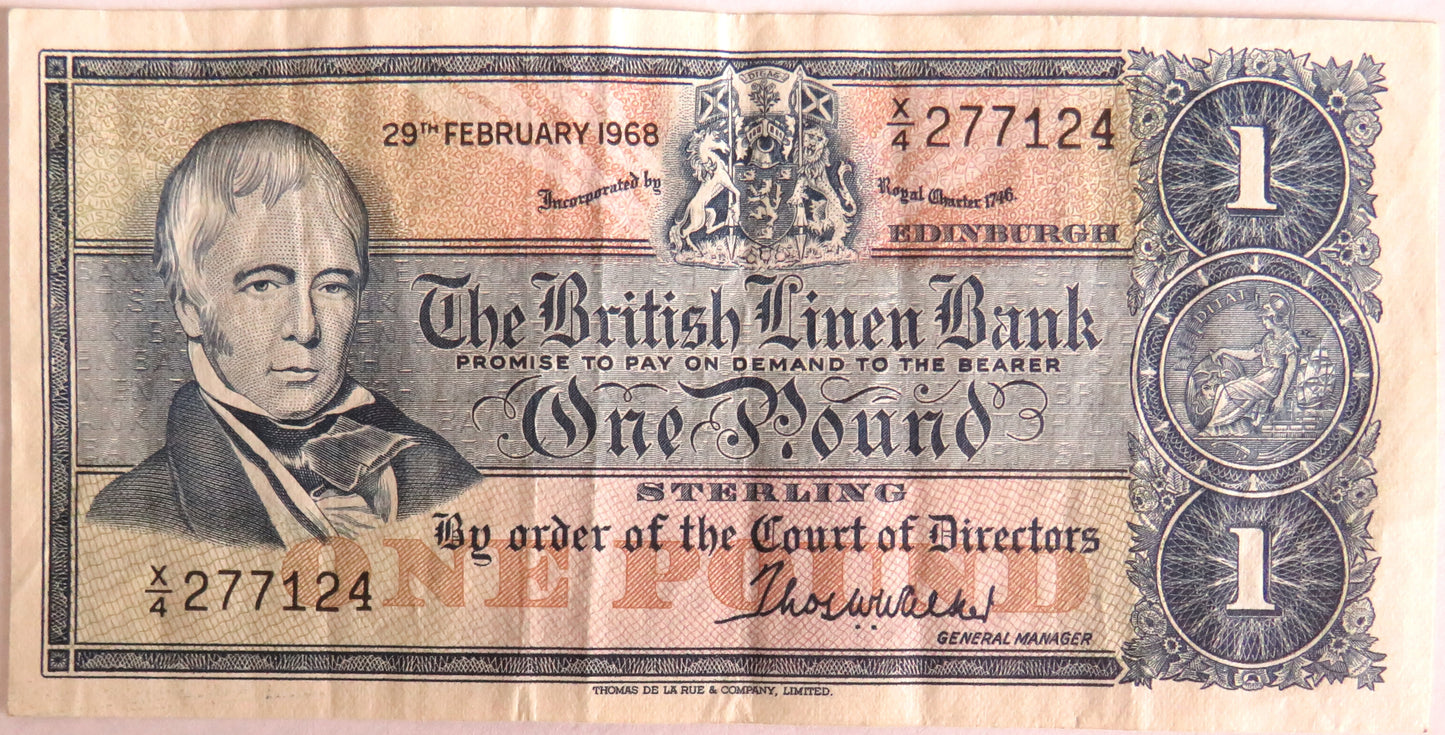 29TH FEBRUARY 1968
X/4 277124
Incorporated by Royal Charter 1746.
EDINBURGH
The British Linen Bank
PROMISE TO PAY ON DEMAND TO THE BEARER
One Pound
STERLING
By order of the Court of Directors
ONE POUND
X/4 277124
Thos W Walker
GENERAL MANAGER
THOMAS DE LA RUE & COMPANY, LIMITED.
1
1